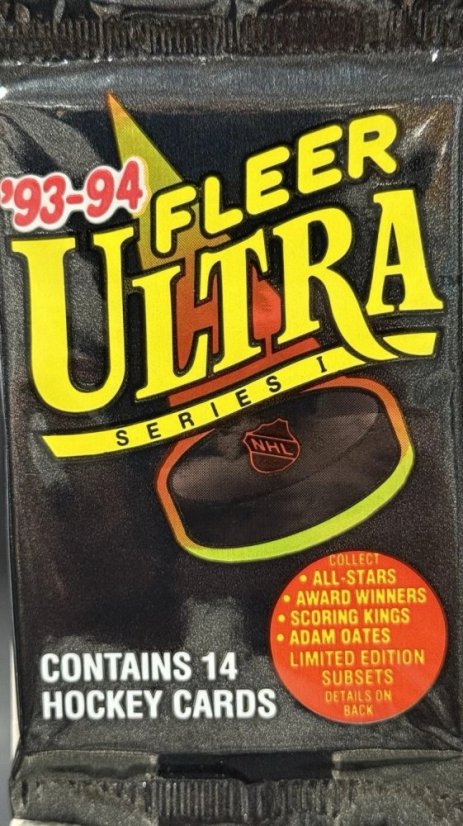 '93-94
FLEER
ULTRA
SERIES I
NHL
COLLECT
• ALL-STARS
• AWARD WINNERS
• SCORING KINGS
• ADAM OATES
LIMITED EDITION
SUBSETS
DETAILS ON
BACK
CONTAINS 14
HOCKEY CARDS